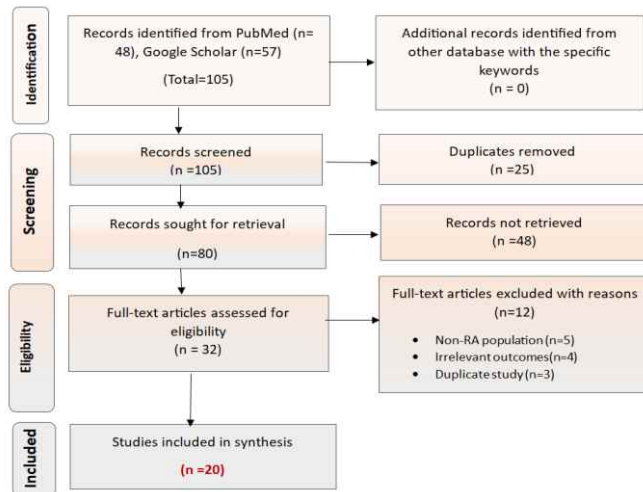 Identification
Records identified from PubMed (n=
48), Google Scholar (n=57)
(Total=105)
Additional records identified from
other database with the specific
keywords
(n = 0)
Screening
Records screened
(n =105)
Duplicates removed
(n =25)
Records sought for retrieval
(n=80)
Records not retrieved
(n =48)
Eligibility
Full-text articles assessed for
eligibility
(n = 32)
Full-text articles excluded with reasons
(n=12)
• Non-RA population (n=5)
• Irrelevant outcomes(n=4)
• Duplicate study (n=3)
Included
Studies included in synthesis
(n =20)